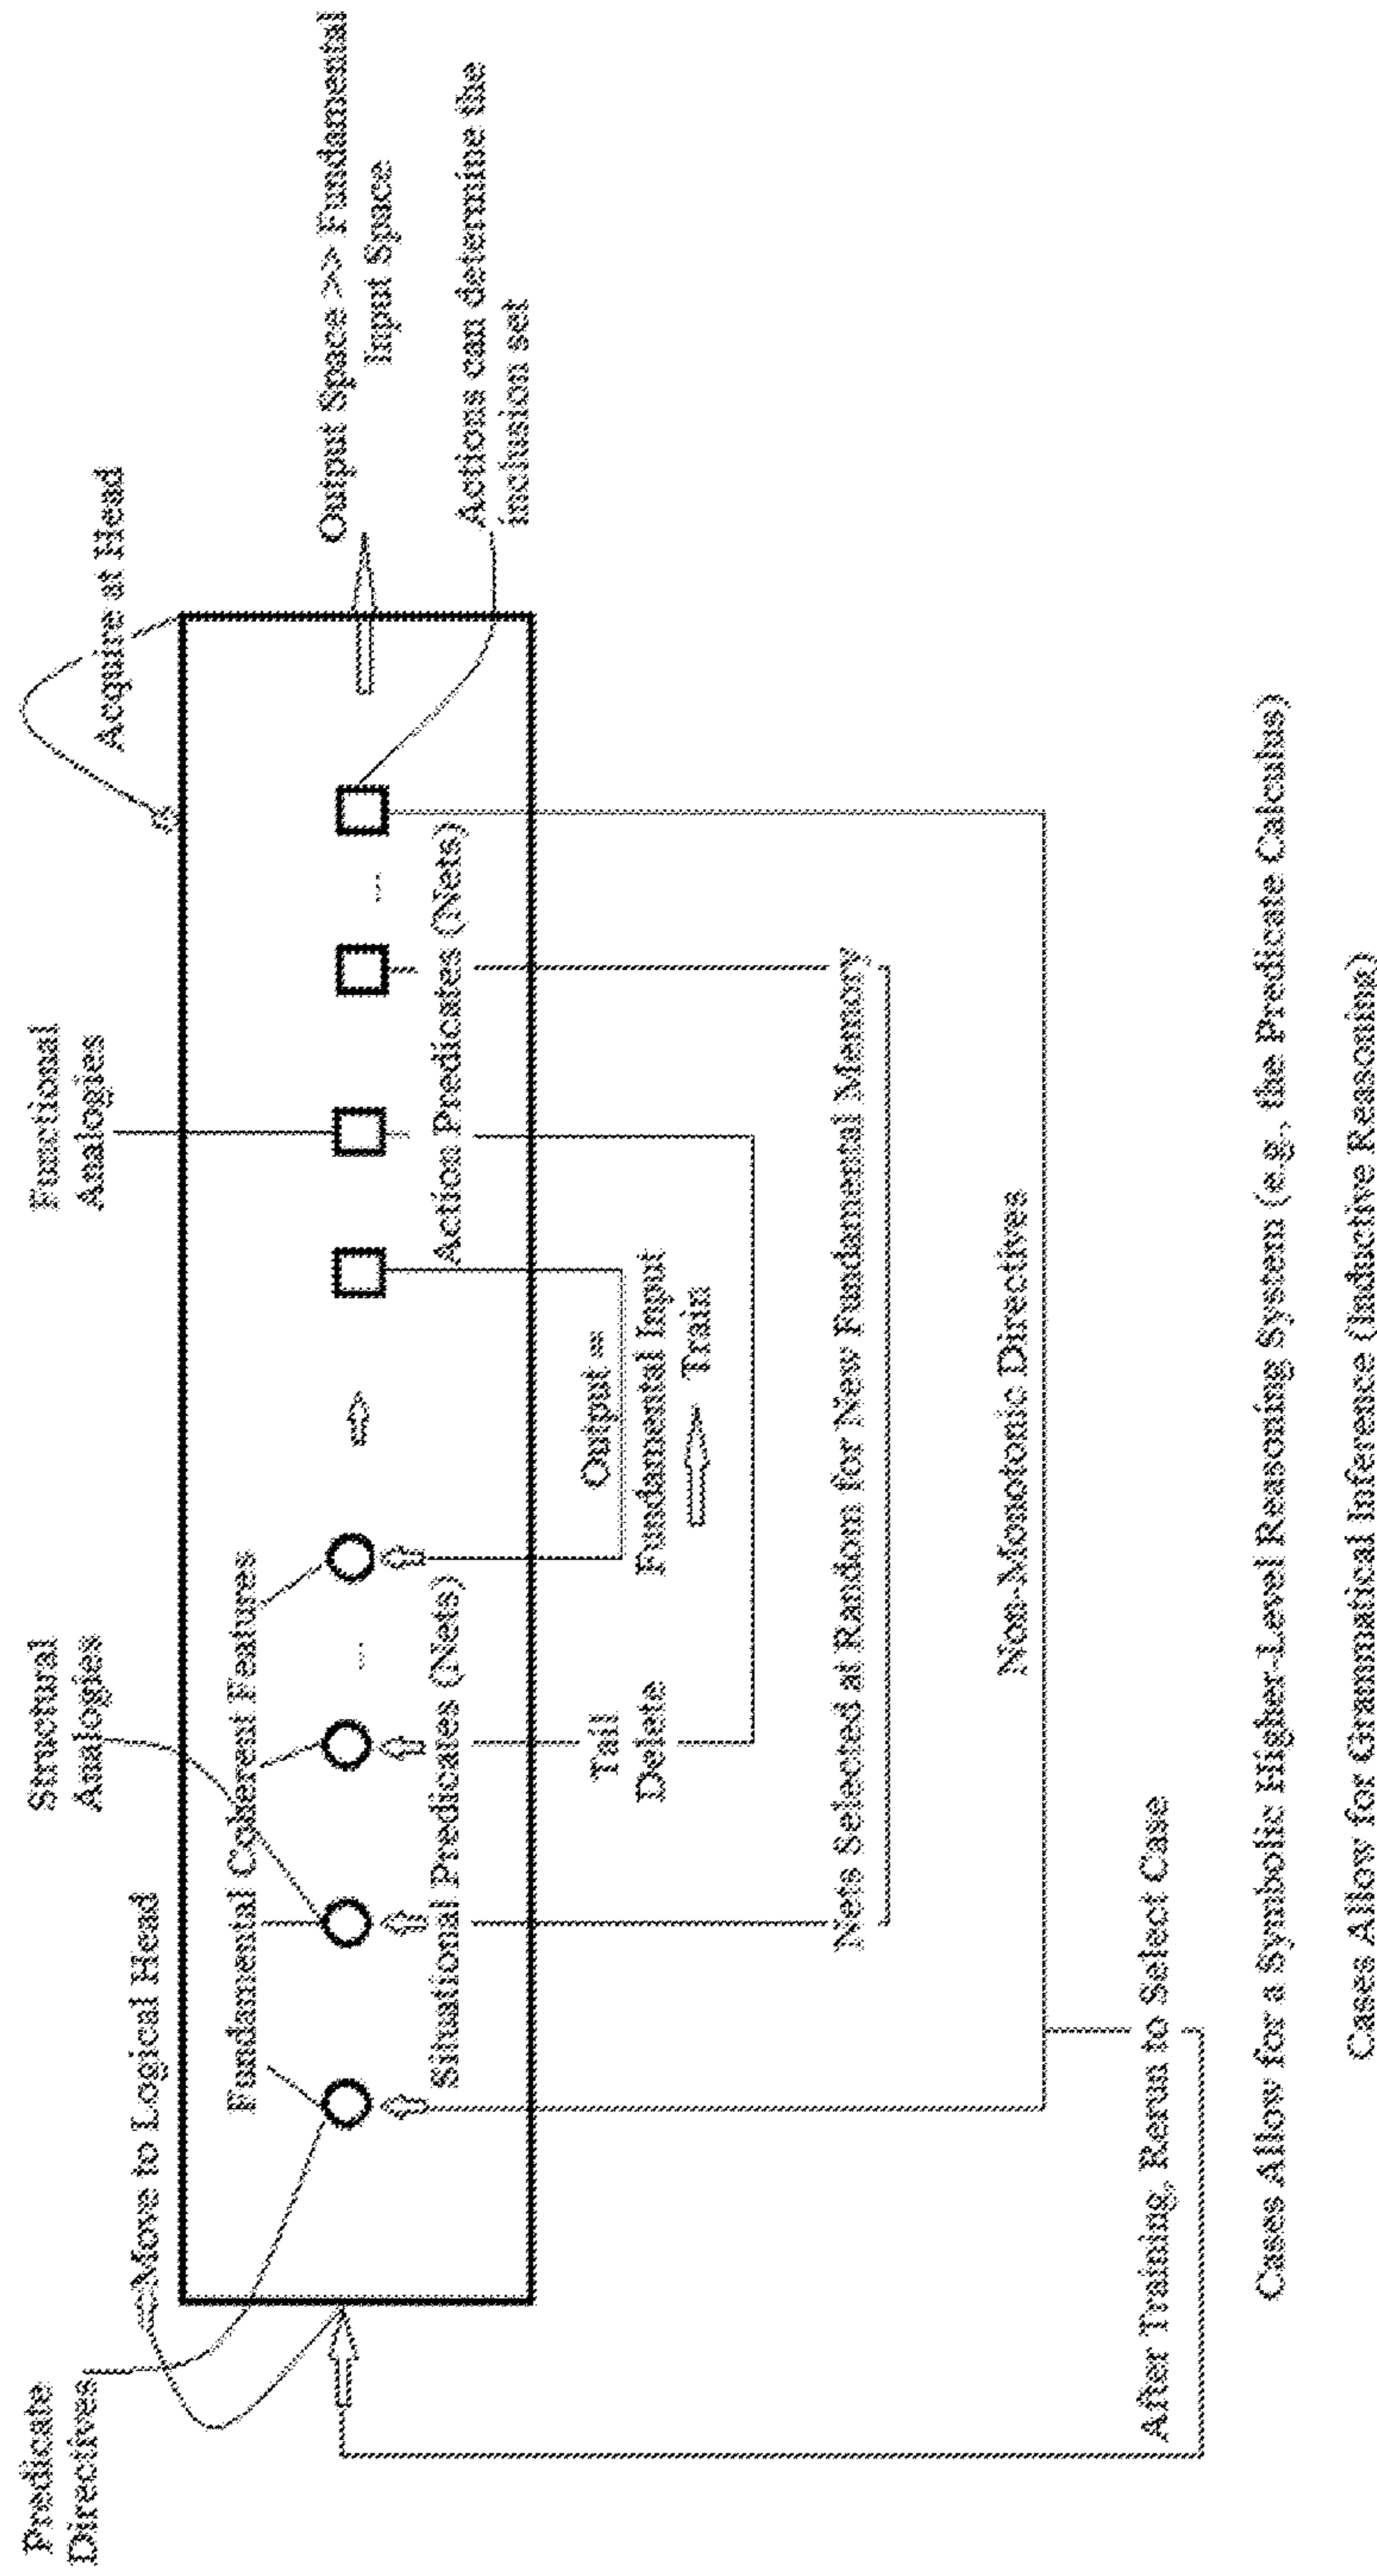 Predicate
Directives
Move to Logical Head
Structural
Analogies
Functional
Analogies
Acquire at Head
Fundamental Coherent Features
Situational Predicates (Nets)
Action Predicates (Nets)
Output Space >> Fundamental
Input Space
Actions can determine the
inclusion set
Tail
Delete
Output =
Fundamental Input
Train
Nets Selected at Random for New Fundamental Memory
Non-Monotonic Directives
After Training, Rerun to Select Case
Cases Allow for a Symbolic Higher-Level Reasoning System (e.g., the Predicate Calculus)
Cases Allow for Grammatical Inference (Inductive Reasoning)